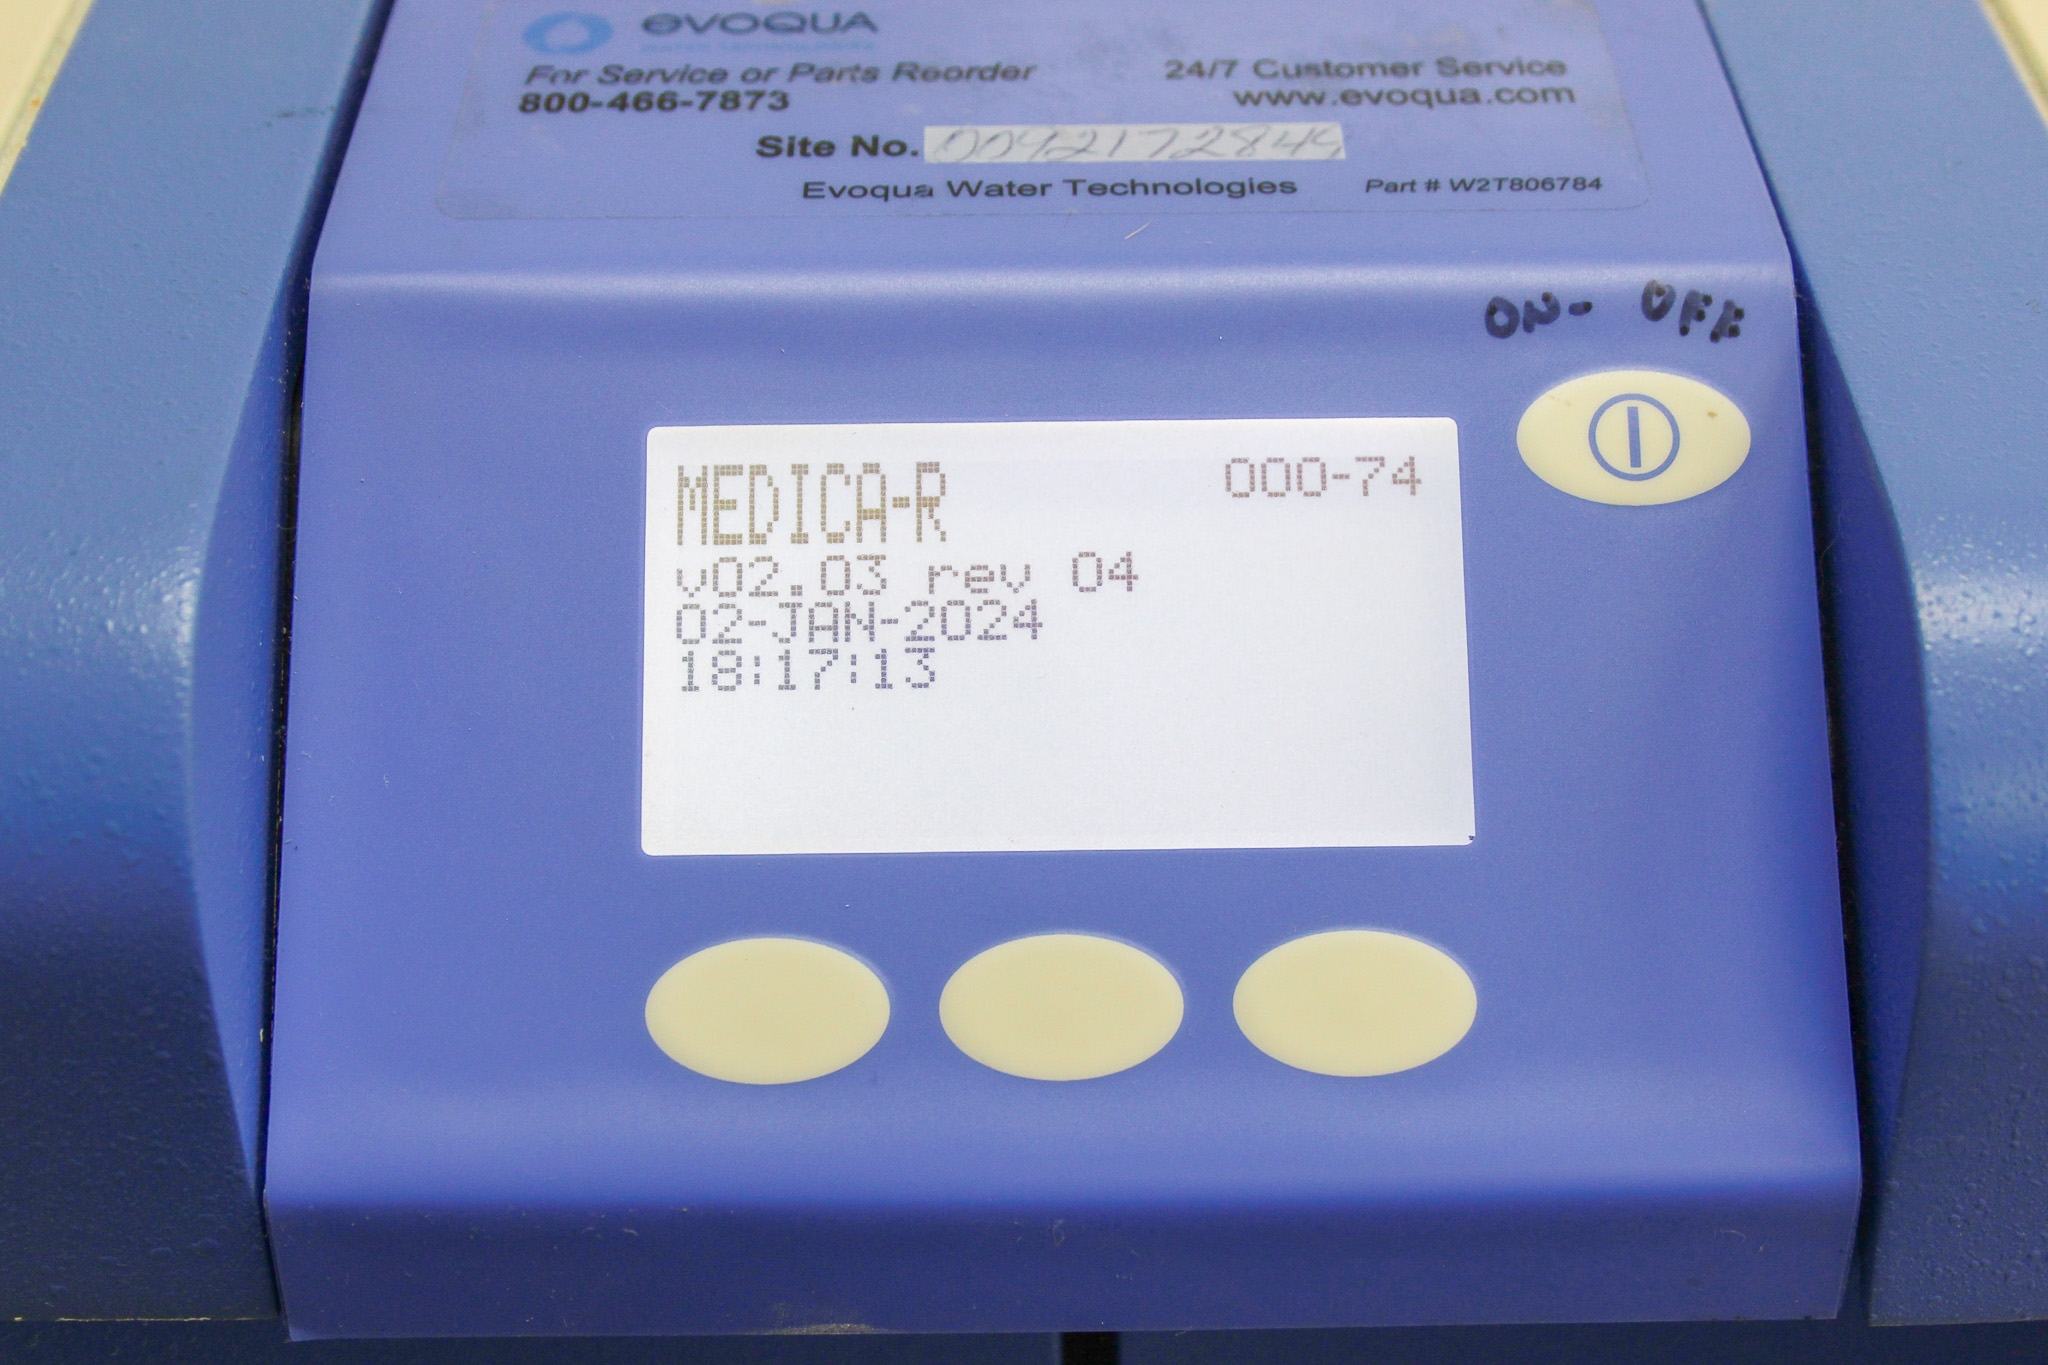 evoqua
WATER TECHNOLOGIES
For Service or Parts Reorder
800-466-7873
24/7 Customer Service
www.evoqua.com
Site No.
Evoqua Water Technologies
Part # W2T806784
ON- OFF
MEDICA-R
000-74
v02.03 rev 04
02-JAN-2024
18:17:13